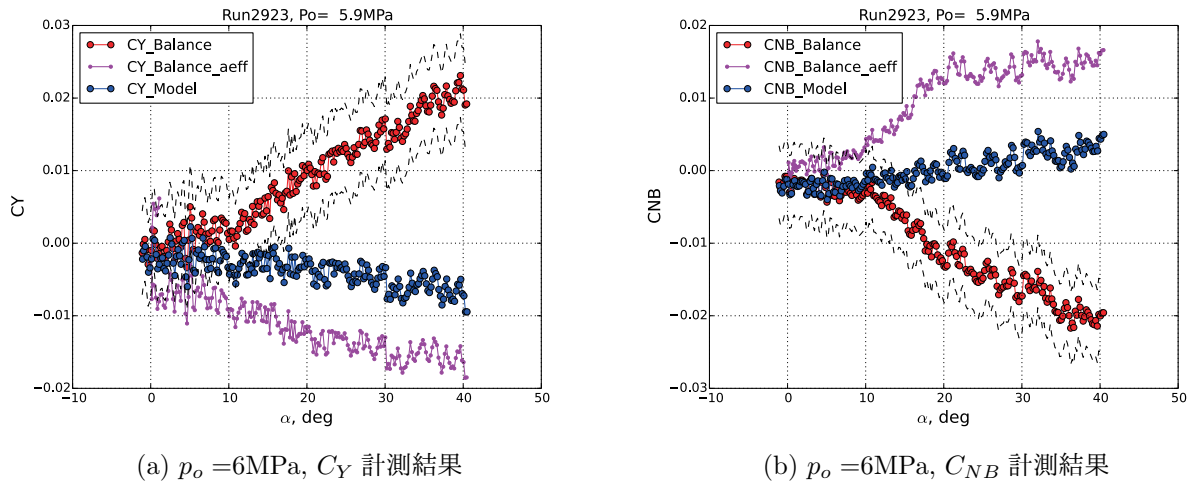 Run2923, Po= 5.9MPa
CY_Balance
CY_Balance_aeff
CY_Model
0.03
0.02
0.01
0.00
−0.01
−0.02
CY
−10
0
10
20
30
40
50
α, deg
(a) p_o =6MPa, C_Y 計測結果
Run2923, Po= 5.9MPa
CNB_Balance
CNB_Balance_aeff
CNB_Model
0.02
0.01
0.00
−0.01
−0.02
−0.03
CNB
−10
0
10
20
30
40
50
α, deg
(b) p_o =6MPa, C_NB 計測結果